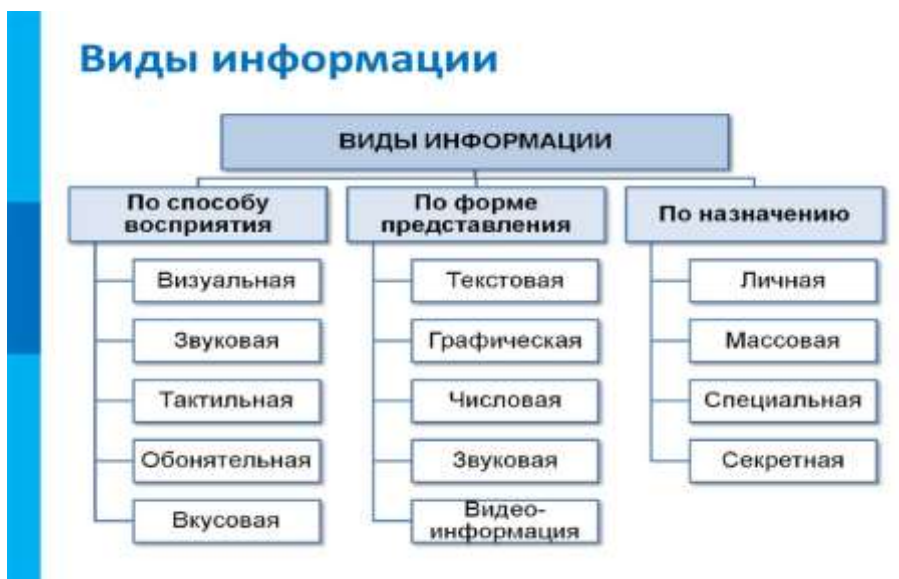 Виды информации
ВИДЫ ИНФОРМАЦИИ
По способу
восприятия
Визуальная
Звуковая
Тактильная
Обонятельная
Вкусовая
По форме
представления
Текстовая
Графическая
Числовая
Звуковая
Видео-
информация
По назначению
Личная
Массовая
Специальная
Секретная